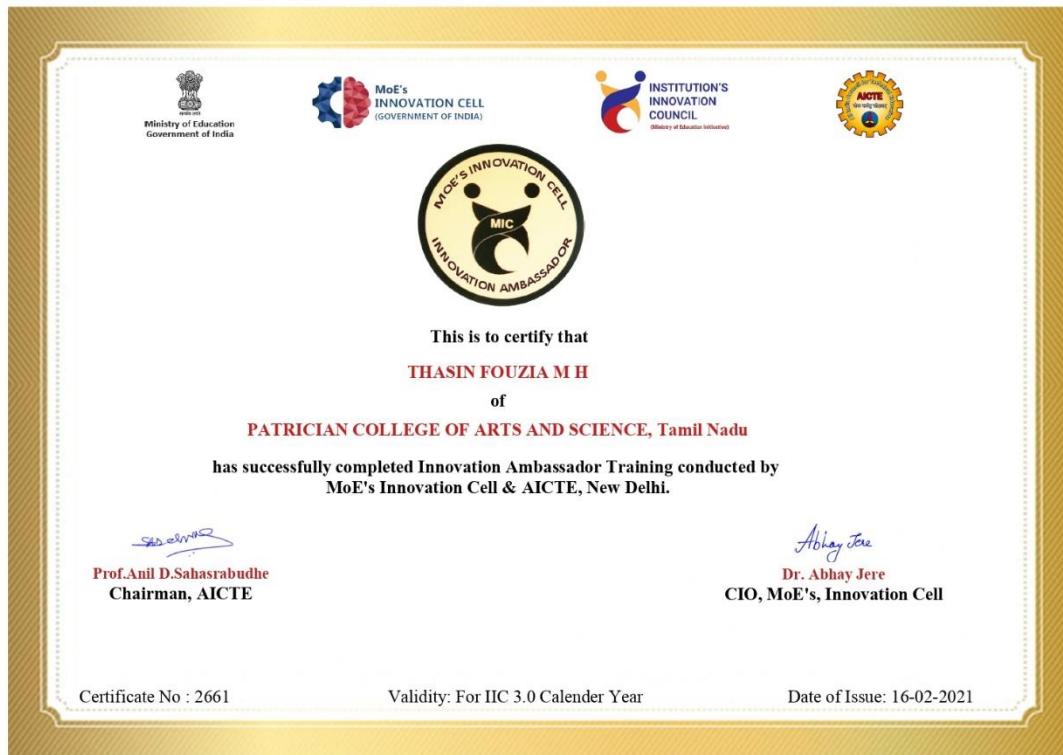 Ministry of Education
Government of India
MoE's
INNOVATION CELL
(GOVERNMENT OF INDIA)
INSTITUTION'S
INNOVATION
COUNCIL
(Ministry of Education Initiative)
AICTE
MOE'S INNOVATION CELL
MIC
INNOVATION AMBASSADOR
This is to certify that
THASIN FOUZIA M H
of
PATRICIAN COLLEGE OF ARTS AND SCIENCE, Tamil Nadu
has successfully completed Innovation Ambassador Training conducted by
MoE's Innovation Cell & AICTE, New Delhi.
Abhay Jere
Prof.Anil D.Sahasrabudhe
Chairman, AICTE
Dr. Abhay Jere
CIO, MoE's, Innovation Cell
Certificate No : 2661
Validity: For IIC 3.0 Calender Year
Date of Issue: 16-02-2021